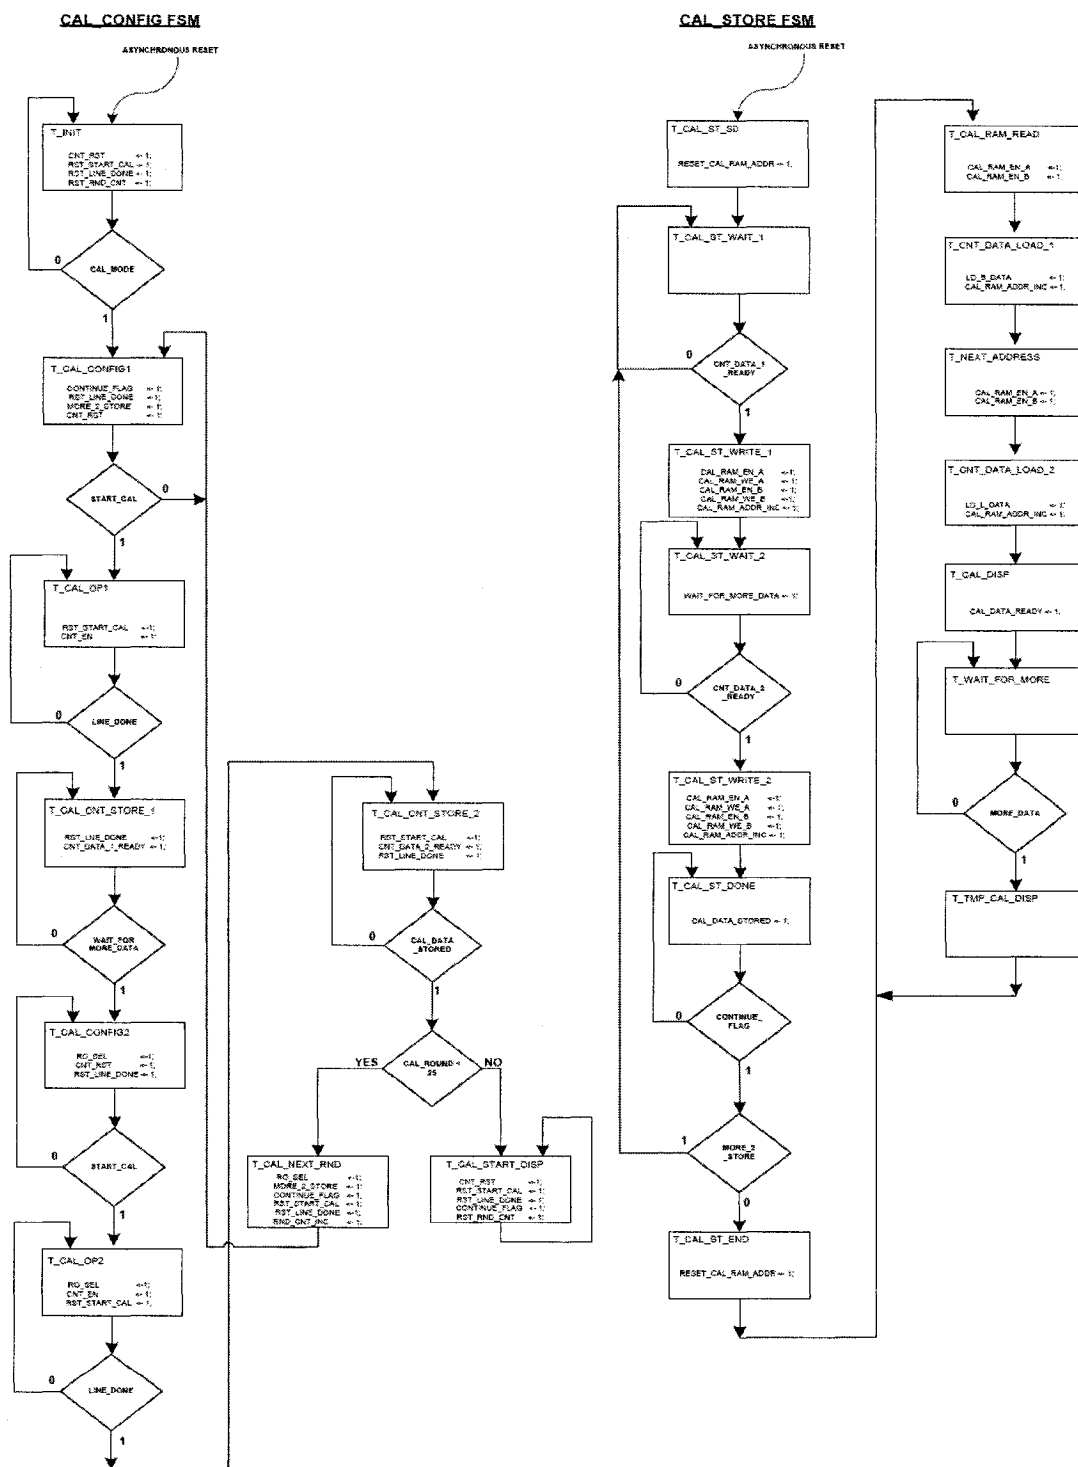 CAL_CONFIG FSM
ASYNCHRONOUS RESET
T_INIT
CNT_RST <= 1;
RST_START_CAL <= 1;
RST_LINE_DONE <= 1;
RST_RND_CNT <= 1;
CAL_MODE
0
1
T_CAL_CONFIG1
CONTINUE_FLAG <= 1;
RST_LINE_DONE <= 1;
MORE_2_STORE <= 1;
CNT_RST <= 1;
START_CAL
0
1
T_CAL_OP1
RST_START_CAL <= 1;
CNT_EN <= 1;
LINE_DONE
0
1
T_CAL_CNT_STORE_1
RST_LINE_DONE <= 1;
CNT_DATA_1_READY <= 1;
WAIT_FOR
MORE_DATA
0
1
T_CAL_CONFIG2
RO_SEL <= 1;
CNT_RST <= 1;
RST_LINE_DONE <= 1;
START_CAL
0
1
T_CAL_OP2
RO_SEL <= 1;
CNT_EN <= 1;
RST_START_CAL <= 1;
LINE_DONE
0
1
T_CAL_CNT_STORE_2
RST_START_CAL <= 1;
CNT_DATA_2_READY <= 1;
RST_LINE_DONE <= 1;
CAL_DATA
_STORED
0
1
CAL_ROUND <
25
YES
NO
T_CAL_NEXT_RND
RO_SEL <= 1;
MORE_2_STORE <= 1;
CONTINUE_FLAG <= 1;
RST_START_CAL <= 1;
RST_LINE_DONE <= 1;
RND_CNT_INC <= 1;
T_CAL_START_DISP
CNT_RST <= 1;
RST_START_CAL <= 1;
RST_LINE_DONE <= 1;
CONTINUE_FLAG <= 1;
RST_RND_CNT <= 1;
CAL_STORE FSM
ASYNCHRONOUS RESET
T_CAL_ST_S0
RESET_CAL_RAM_ADDR <= 1;
T_CAL_ST_WAIT_1
CNT_DATA_1
_READY
0
1
T_CAL_ST_WRITE_1
CAL_RAM_EN_A <= 1;
CAL_RAM_WE_A <= 1;
CAL_RAM_EN_B <= 1;
CAL_RAM_WE_B <= 1;
CAL_RAM_ADDR_INC <= 1;
T_CAL_ST_WAIT_2
WAIT_FOR_MORE_DATA <= 1;
CNT_DATA_2
_READY
0
1
T_CAL_ST_WRITE_2
CAL_RAM_EN_A <= 1;
CAL_RAM_WE_A <= 1;
CAL_RAM_EN_B <= 1;
CAL_RAM_WE_B <= 1;
CAL_RAM_ADDR_INC <= 1;
T_CAL_ST_DONE
CAL_DATA_STORED <= 1;
CONTINUE_
FLAG
0
1
MORE_2
_STORE
1
0
T_CAL_ST_END
RESET_CAL_RAM_ADDR <= 1;
T_CAL_RAM_READ
CAL_RAM_EN_A <= 1;
CAL_RAM_EN_B <= 1;
T_CNT_DATA_LOAD_1
LD_B_DATA <= 1;
CAL_RAM_ADDR_INC <= 1;
T_NEXT_ADDRESS
CAL_RAM_EN_A <= 1;
CAL_RAM_EN_B <= 1;
T_CNT_DATA_LOAD_2
LD_L_DATA <= 1;
CAL_RAM_ADDR_INC <= 1;
T_CAL_DISP
CAL_DATA_READY <= 1;
T_WAIT_FOR_MORE
MORE_DATA
0
1
T_TMP_CAL_DISP